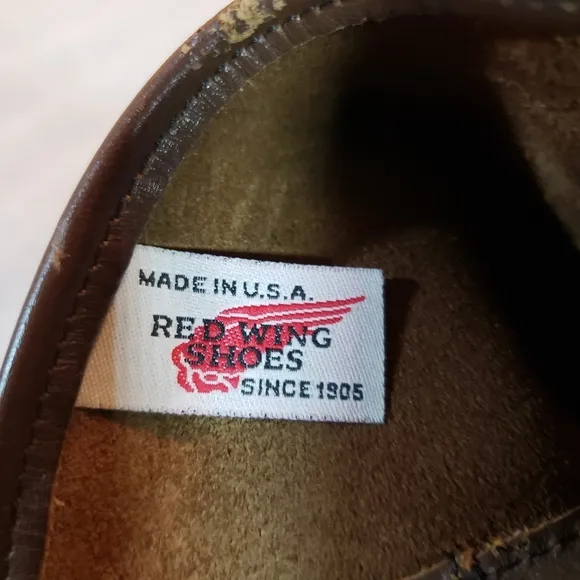 MADE IN U.S.A.
RED WING
SHOES
SINCE 1905